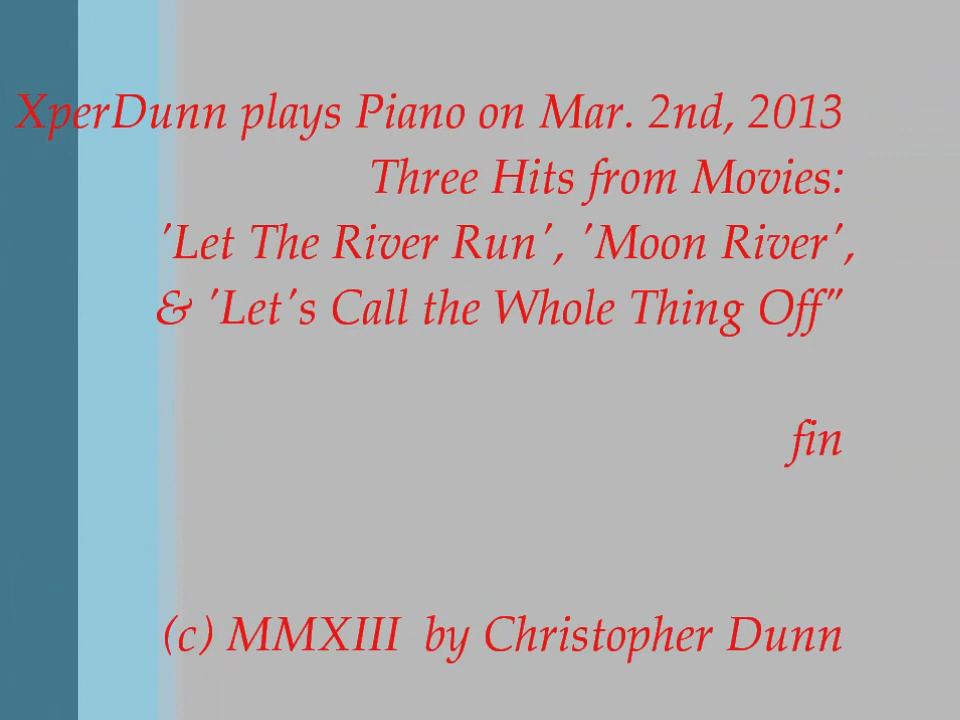 XperDunn plays Piano on Mar. 2nd, 2013
Three Hits from Movies:
'Let The River Run', 'Moon River',
& 'Let's Call the Whole Thing Off"
fin
(c) MMXIII by Christopher Dunn